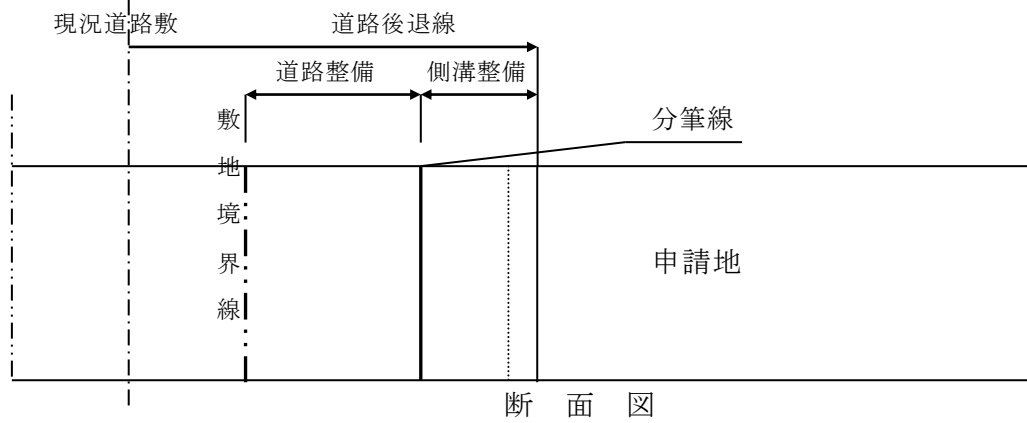 現況道路敷
道路後退線
道路整備
側溝整備
敷地境界線
分筆線
申請地
断面図